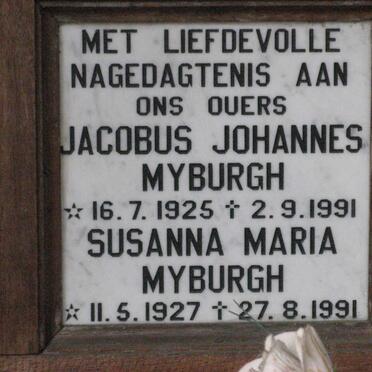 MET LIEFDEVOLLE
NAGEDAGTENIS AAN
ONS OUERS
JACOBUS JOHANNES
MYBURGH
☆ 16.7.1925 ✝ 2.9.1991
SUSANNA MARIA
MYBURGH
☆ 11.5.1927 ✝ 27.8.1991